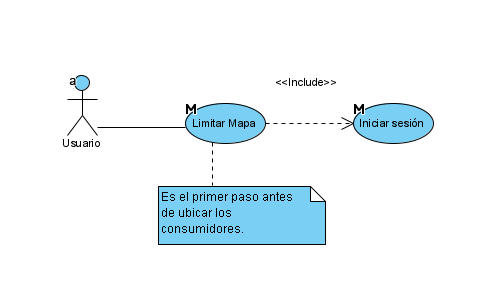 <<Include>>
a
M
M
Limitar Mapa
Iniciar sesión
Usuario
Es el primer paso antes
de ubicar los
consumidores.